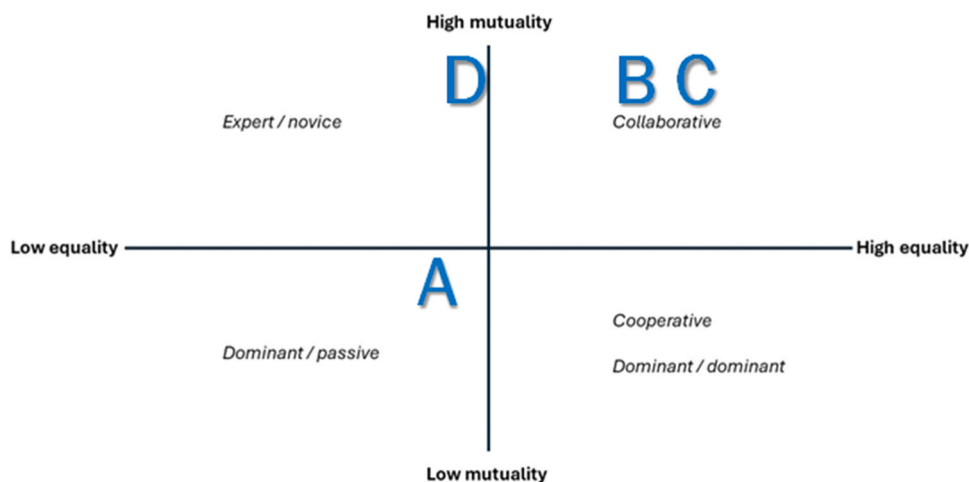 High mutuality
D B C
Expert / novice Collaborative
Low equality High equality
A
Cooperative
Dominant / passive
Dominant / dominant
Low mutuality